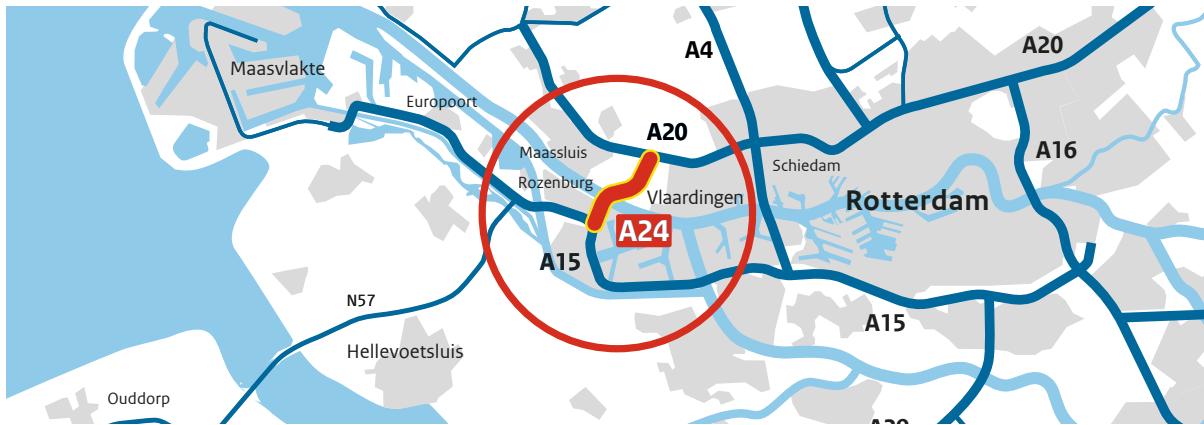 A20
A4
Maasvlakte
Europoort
A20
Maassluis
A16
Schiedam
Rozenburg
Vlaardingen
Rotterdam
A24
A15
N57
A15
Hellevoetsluis
Ouddorp